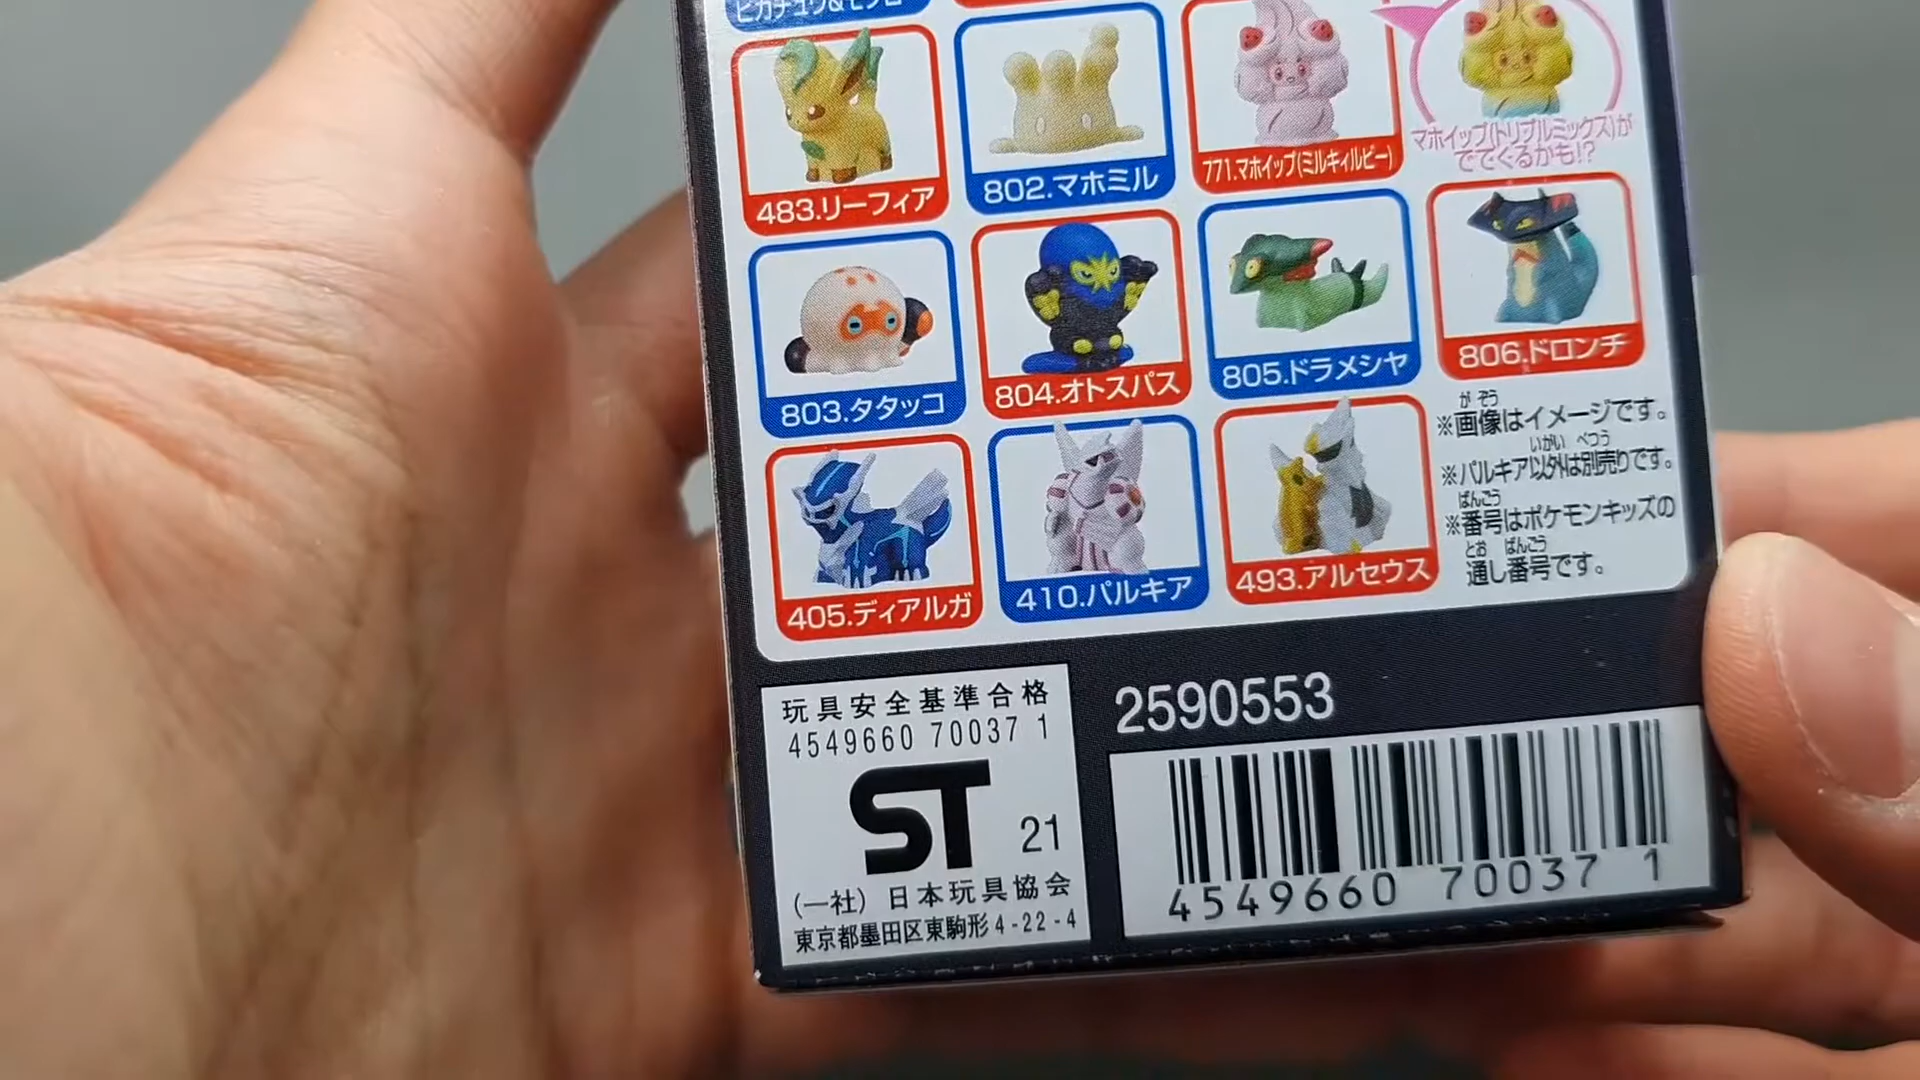 ピカチュウ&モクロー
483.リーフィア
802.マホミル
771.マホイップ(ミルキィルビー)
マホイップ(トリプルミックス)が
でてくるかも!?
803.タタッコ
804.オトスパス
805.ドラメシヤ
806.ドロンチ
405.ディアルガ
410.パルキア
493.アルセウス
がぞう
※画像はイメージです。
いがい べつう
※パルキア以外は別売りです。
ばんごう
※番号はポケモンキッズの
とお ばんごう
通し番号です。
玩具安全基準合格
4549660 70037 1
ST 21
(一社) 日本玩具協会
東京都墨田区東駒形 4-22-4
2590553
4549660 70037 1